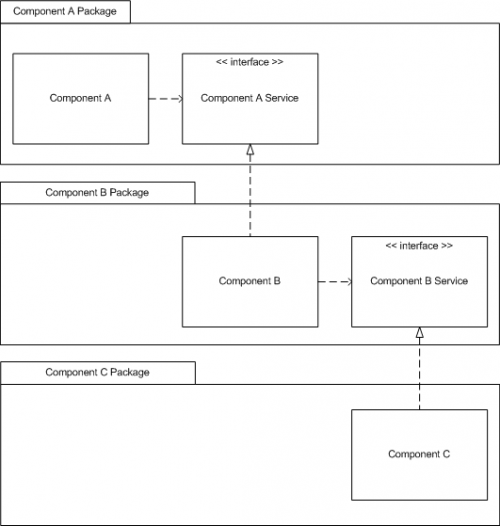 Component A Package
<< interface >>
Component A
Component A Service
Component B Package
<< interface >>
Component B
Component B Service
Component C Package
Component C